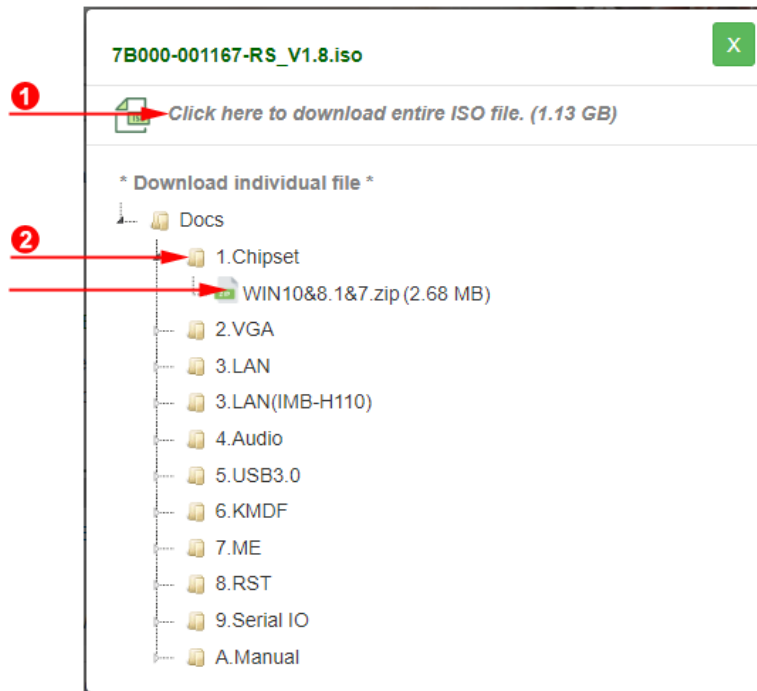 7B000-001167-RS_V1.8.iso
X
1
ISO
Click here to download entire ISO file. (1.13 GB)
* Download individual file *
Docs
2
1.Chipset
ZIP
WIN10&8.1&7.zip (2.68 MB)
2.VGA
3.LAN
3.LAN(IMB-H110)
4.Audio
5.USB3.0
6.KMDF
7.ME
8.RST
9.Serial IO
A.Manual